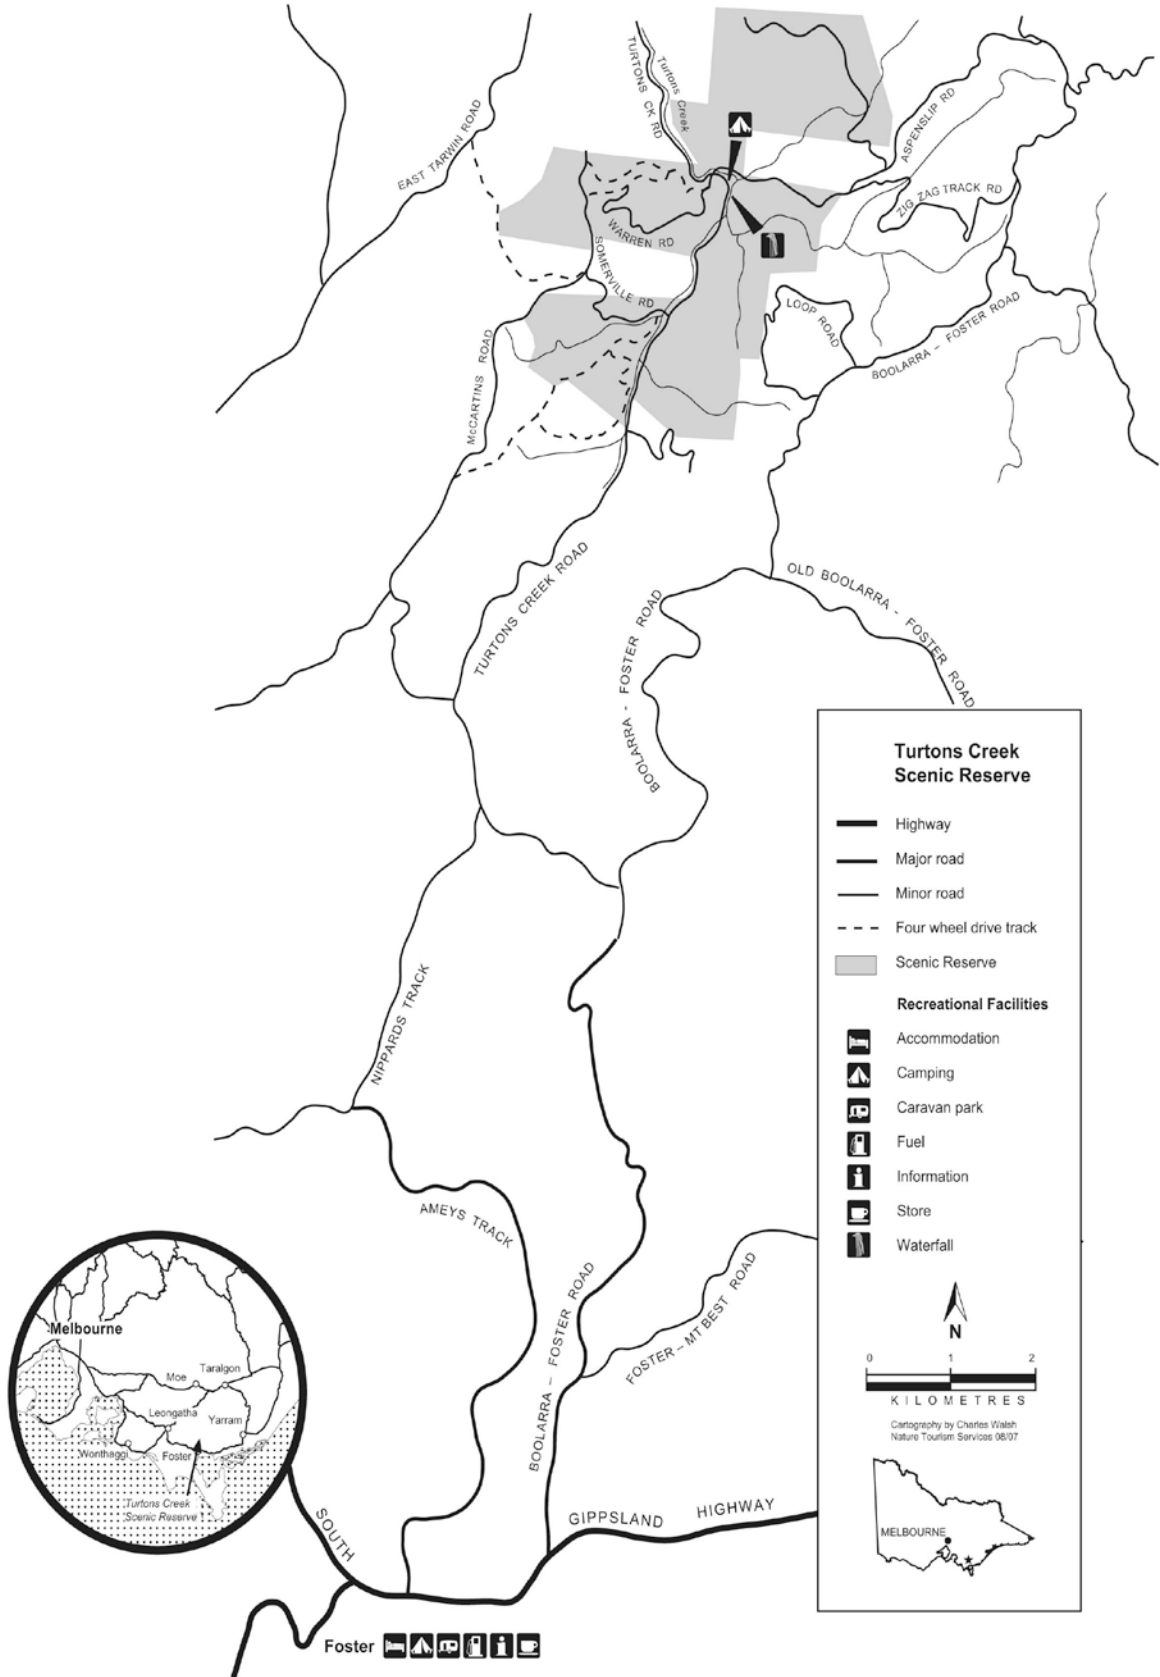 TURTONS CK RD
Turtons Creek
EAST TARWIN ROAD
ASPENSLIP RD
ZIG ZAG TRACK RD
WARREN RD
SOMERVILLE RD
LOOP ROAD
BOOLARRA – FOSTER ROAD
McCARTINS ROAD
TURTONS CREEK ROAD
OLD BOOLARRA – FOSTER ROAD
BOOLARRA - FOSTER ROAD
NIPPARDS TRACK
AMEYS TRACK
BOOLARRA – FOSTER ROAD
FOSTER – MT BEST ROAD
SOUTH GIPPSLAND HIGHWAY
Foster
Melbourne
Moe
Taralgon
Leongatha
Yarram
Wonthaggi
Foster
Turtons Creek
Scenic Reserve
Turtons Creek
Scenic Reserve
Highway
Major road
Minor road
Four wheel drive track
Scenic Reserve
Recreational Facilities
Accommodation
Camping
Caravan park
Fuel
Information
Store
Waterfall
N
0 1 2
KILOMETRES
Cartography by Charles Walsh
Nature Tourism Services 08/07
MELBOURNE